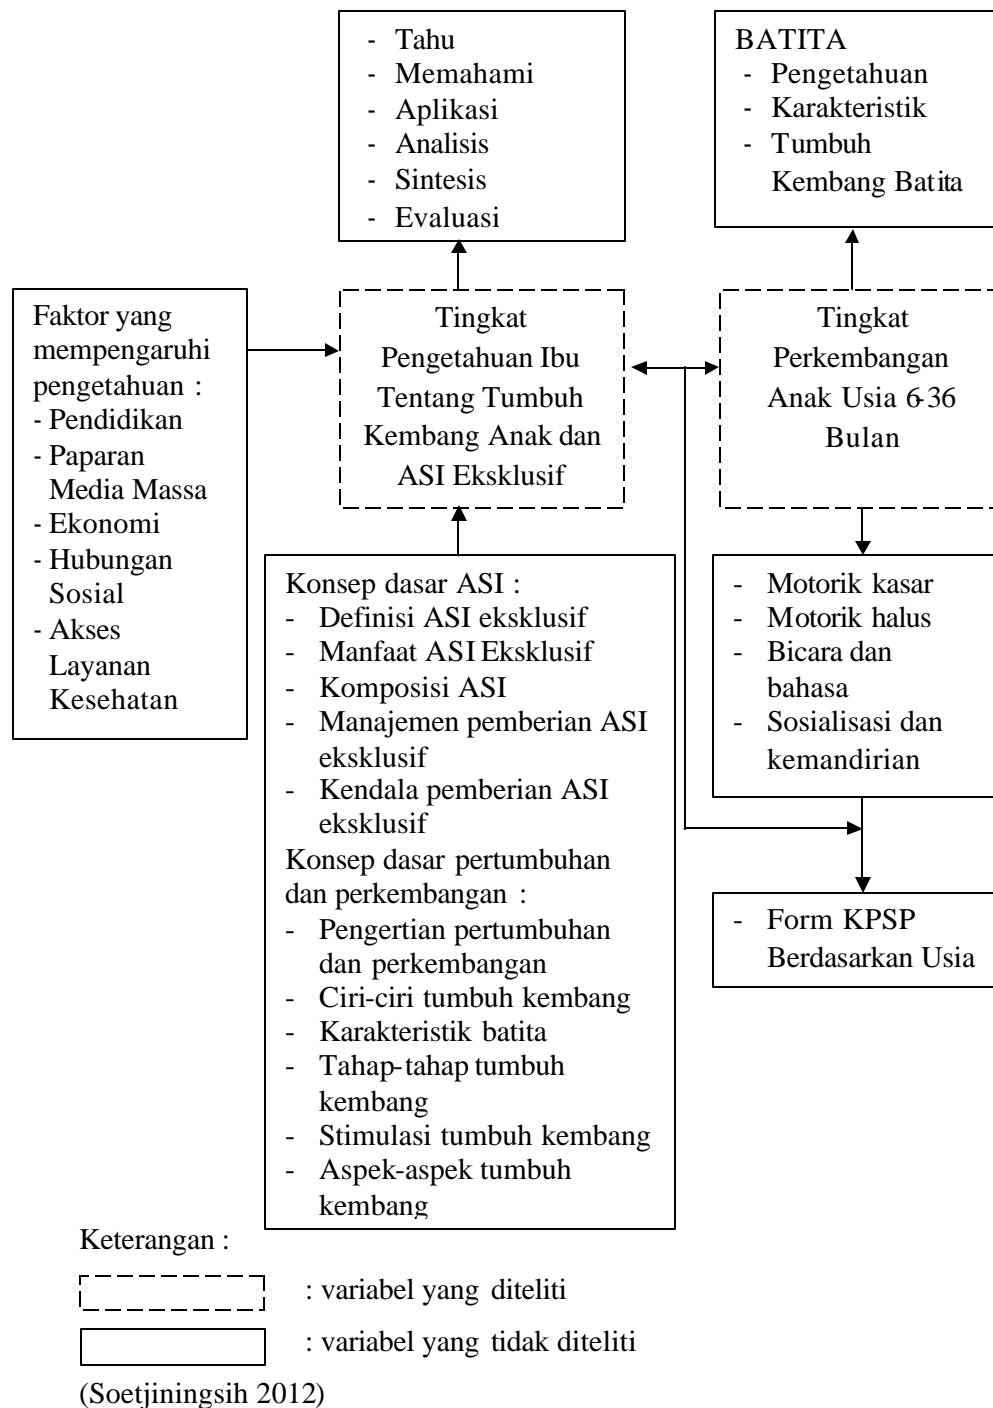 - Tahu
- Memahami
- Aplikasi
- Analisis
- Sintesis
- Evaluasi
BATITA
- Pengetahuan
- Karakteristik
- Tumbuh
Kembang Batita
Faktor yang
mempengaruhi
pengetahuan :
- Pendidikan
- Paparan
Media Massa
- Ekonomi
- Hubungan
Sosial
- Akses
Layanan
Kesehatan
Tingkat
Pengetahuan Ibu
Tentang Tumbuh
Kembang Anak dan
ASI Eksklusif
Tingkat
Perkembangan
Anak Usia 6-36
Bulan
Konsep dasar ASI :
- Definisi ASI eksklusif
- Manfaat ASI Eksklusif
- Komposisi ASI
- Manajemen pemberian ASI
eksklusif
- Kendala pemberian ASI
eksklusif
Konsep dasar pertumbuhan
dan perkembangan :
- Pengertian pertumbuhan
dan perkembangan
- Ciri-ciri tumbuh kembang
- Karakteristik batita
- Tahap-tahap tumbuh
kembang
- Stimulasi tumbuh kembang
- Aspek-aspek tumbuh
kembang
- Motorik kasar
- Motorik halus
- Bicara dan
bahasa
- Sosialisasi dan
kemandirian
- Form KPSP
Berdasarkan Usia
Keterangan :
: variabel yang diteliti
: variabel yang tidak diteliti
(Soetjiningsih 2012)